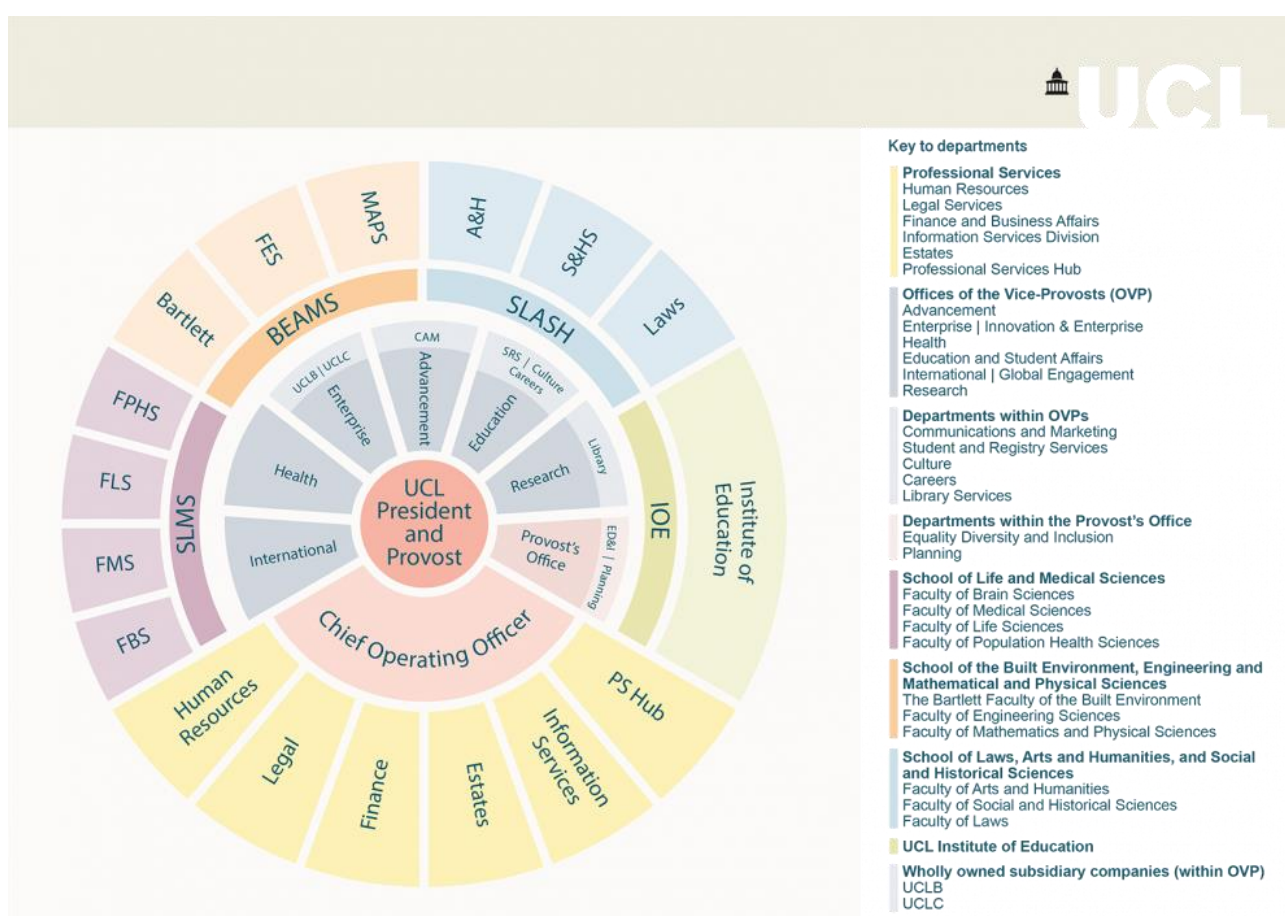 UCL
MAPS
A&H
FES
S&HS
Bartlett
Laws
BEAMS
SLASH
FPHS
FLS
FMS
FBS
SLMS
UCLB | UCLC
Enterprise
CAM
Advancement
SRS | Culture
Careers
Education
Library
Research
Health
International
UCL
President
and
Provost
Provost's
Office
ED&I | Planning
IOE
Institute of
Education
Chief Operating Officer
Human
Resources
Legal
Finance
Estates
Information
Services
PS Hub
Key to departments
Professional Services
Human Resources
Legal Services
Finance and Business Affairs
Information Services Division
Estates
Professional Services Hub
Offices of the Vice-Provosts (OVP)
Advancement
Enterprise | Innovation & Enterprise
Health
Education and Student Affairs
International | Global Engagement
Research
Departments within OVPs
Communications and Marketing
Student and Registry Services
Culture
Careers
Library Services
Departments within the Provost's Office
Equality Diversity and Inclusion
Planning
School of Life and Medical Sciences
Faculty of Brain Sciences
Faculty of Medical Sciences
Faculty of Life Sciences
Faculty of Population Health Sciences
School of the Built Environment, Engineering and
Mathematical and Physical Sciences
The Bartlett Faculty of the Built Environment
Faculty of Engineering Sciences
Faculty of Mathematics and Physical Sciences
School of Laws, Arts and Humanities, and Social
and Historical Sciences
Faculty of Arts and Humanities
Faculty of Social and Historical Sciences
Faculty of Laws
UCL Institute of Education
Wholly owned subsidiary companies (within OVP)
UCLB
UCLC